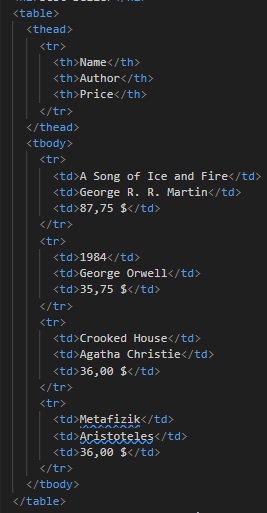 <table>
<thead>
<tr>
<th>Name</th>
<th>Author</th>
<th>Price</th>
</tr>
</thead>
<tbody>
<tr>
<td>A Song of Ice and Fire</td>
<td>George R. R. Martin</td>
<td>87,75 $</td>
</tr>
<tr>
<td>1984</td>
<td>George Orwell</td>
<td>35,75 $</td>
</tr>
<tr>
<td>Crooked House</td>
<td>Agatha Christie</td>
<td>36,00 $</td>
</tr>
<tr>
<td>Metafizik</td>
<td>Aristoteles</td>
<td>36,00 $</td>
</tr>
</tbody>
</table>